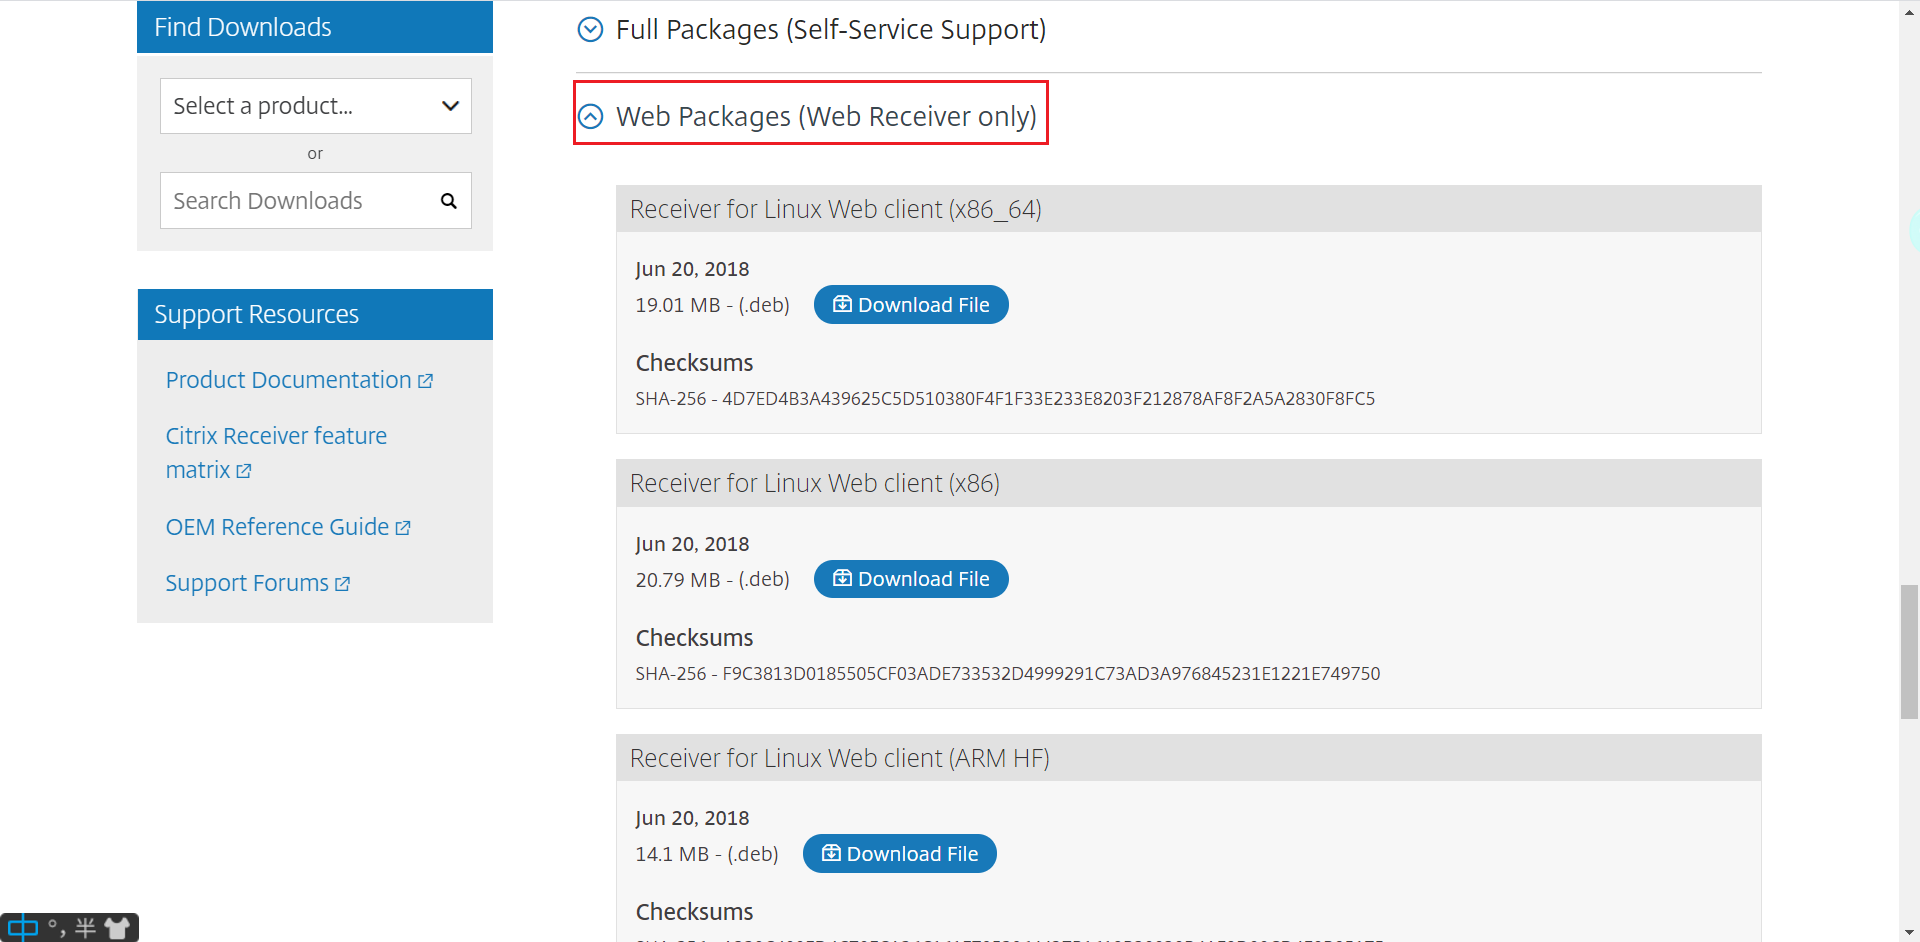 Find Downloads
Select a product...
or
Search Downloads
Support Resources
Product Documentation
Citrix Receiver feature
matrix
OEM Reference Guide
Support Forums
Full Packages (Self-Service Support)
Web Packages (Web Receiver only)
Receiver for Linux Web client (x86_64)
Jun 20, 2018
19.01 MB - (.deb) Download File
Checksums
SHA-256 - 4D7ED4B3A439625C5D510380F4F1F33E233E8203F212878AF8F2A5A2830F8FC5
Receiver for Linux Web client (x86)
Jun 20, 2018
20.79 MB - (.deb) Download File
Checksums
SHA-256 - F9C3813D0185505CF03ADE733532D4999291C73AD3A976845231E1221E749750
Receiver for Linux Web client (ARM HF)
Jun 20, 2018
14.1 MB - (.deb) Download File
Checksums
中 °, 半